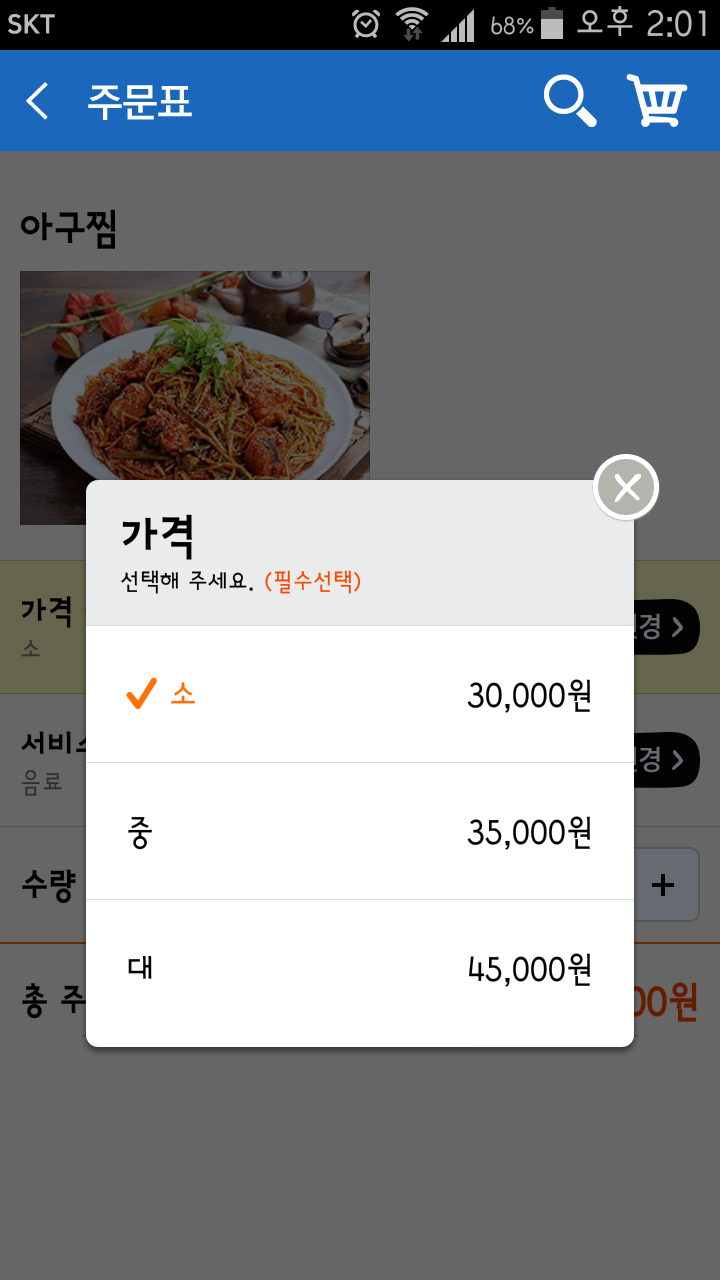 SKT 68% 오후 2:01
주문표
아구찜
가격
선택해 주세요. (필수선택)
소 30,000원
중 35,000원
대 45,000원
가격
소
경
서비
음료
경
수량 +
총 주
00원